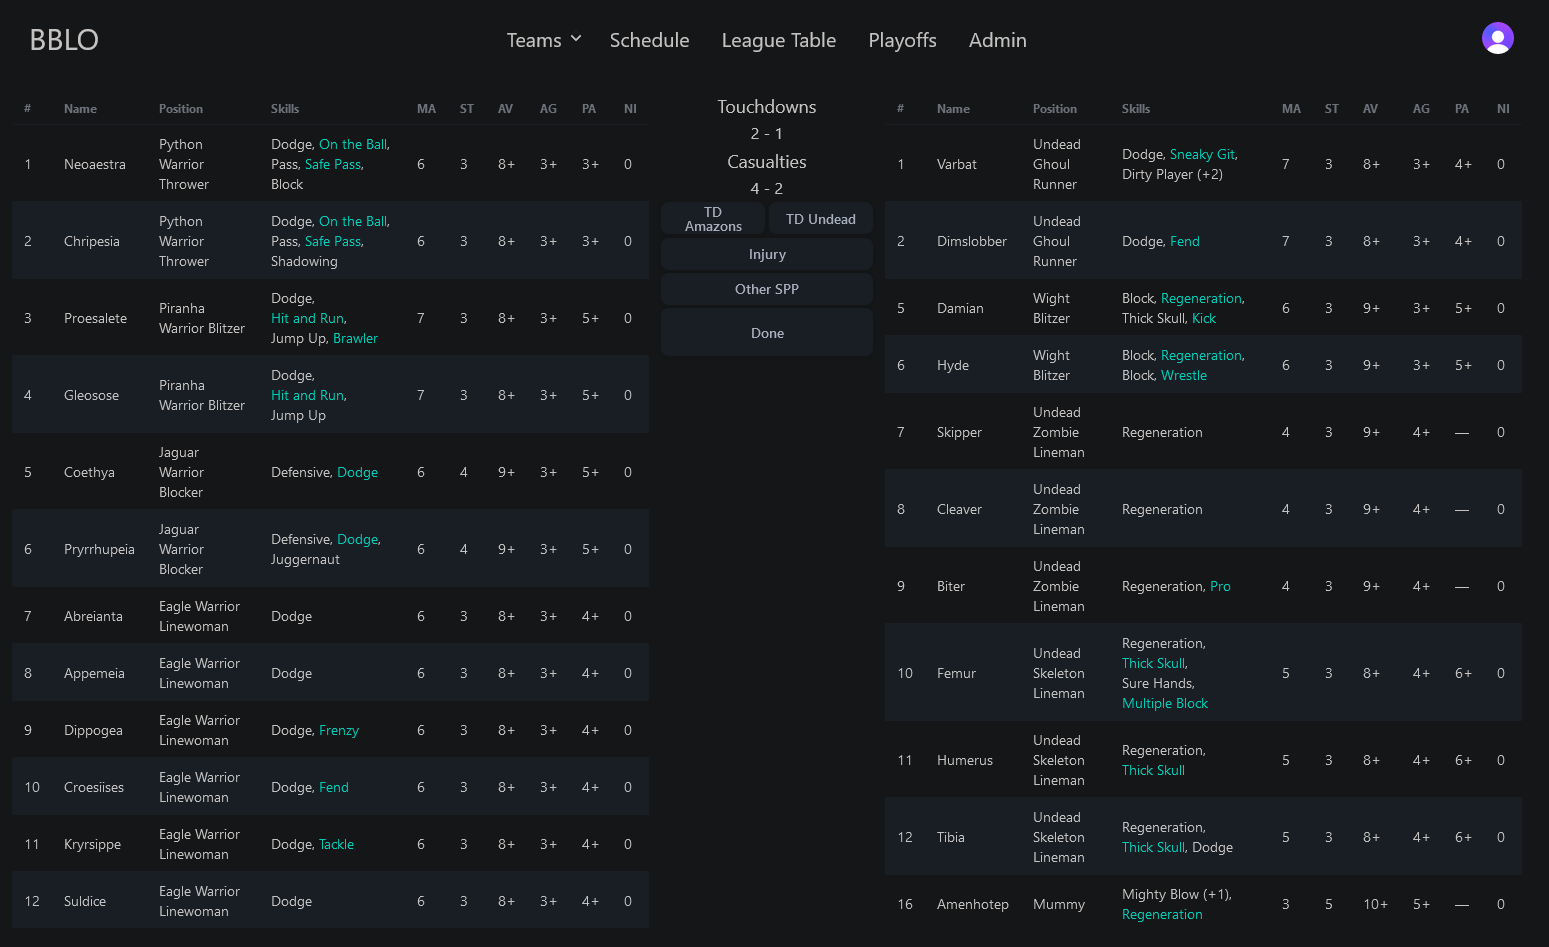 BBLO
Teams Schedule League Table Playoffs Admin
# Name Position Skills MA ST AV AG PA NI
1 Neoaestra Python Warrior Thrower Dodge, On the Ball, Pass, Safe Pass, Block 6 3 8+ 3+ 3+ 0
2 Chripesia Python Warrior Thrower Dodge, On the Ball, Pass, Safe Pass, Shadowing 6 3 8+ 3+ 3+ 0
3 Proesalete Piranha Warrior Blitzer Dodge, Hit and Run, Jump Up, Brawler 7 3 8+ 3+ 5+ 0
4 Gleosose Piranha Warrior Blitzer Dodge, Hit and Run, Jump Up 7 3 8+ 3+ 5+ 0
5 Coethya Jaguar Warrior Blocker Defensive, Dodge 6 4 9+ 3+ 5+ 0
6 Pryrrhupeia Jaguar Warrior Blocker Defensive, Dodge, Juggernaut 6 4 9+ 3+ 5+ 0
7 Abreianta Eagle Warrior Linewoman Dodge 6 3 8+ 3+ 4+ 0
8 Appemeia Eagle Warrior Linewoman Dodge 6 3 8+ 3+ 4+ 0
9 Dippogea Eagle Warrior Linewoman Dodge, Frenzy 6 3 8+ 3+ 4+ 0
10 Croesiises Eagle Warrior Linewoman Dodge, Fend 6 3 8+ 3+ 4+ 0
11 Kryrsippe Eagle Warrior Linewoman Dodge, Tackle 6 3 8+ 3+ 4+ 0
12 Suldice Eagle Warrior Linewoman Dodge 6 3 8+ 3+ 4+ 0
Touchdowns
2 - 1
Casualties
4 - 2
TD Amazons
TD Undead
Injury
Other SPP
Done
# Name Position Skills MA ST AV AG PA NI
1 Varbat Undead Ghoul Runner Dodge, Sneaky Git, Dirty Player (+2) 7 3 8+ 3+ 4+ 0
2 Dimslobber Undead Ghoul Runner Dodge, Fend 7 3 8+ 3+ 4+ 0
5 Damian Wight Blitzer Block, Regeneration, Thick Skull, Kick 6 3 9+ 3+ 5+ 0
6 Hyde Wight Blitzer Block, Regeneration, Block, Wrestle 6 3 9+ 3+ 5+ 0
7 Skipper Undead Zombie Lineman Regeneration 4 3 9+ 4+ — 0
8 Cleaver Undead Zombie Lineman Regeneration 4 3 9+ 4+ — 0
9 Biter Undead Zombie Lineman Regeneration, Pro 4 3 9+ 4+ — 0
10 Femur Undead Skeleton Lineman Regeneration, Thick Skull, Sure Hands, Multiple Block 5 3 8+ 4+ 6+ 0
11 Humerus Undead Skeleton Lineman Regeneration, Thick Skull 5 3 8+ 4+ 6+ 0
12 Tibia Undead Skeleton Lineman Regeneration, Thick Skull, Dodge 5 3 8+ 4+ 6+ 0
16 Amenhotep Mummy Mighty Blow (+1), Regeneration 3 5 10+ 5+ — 0